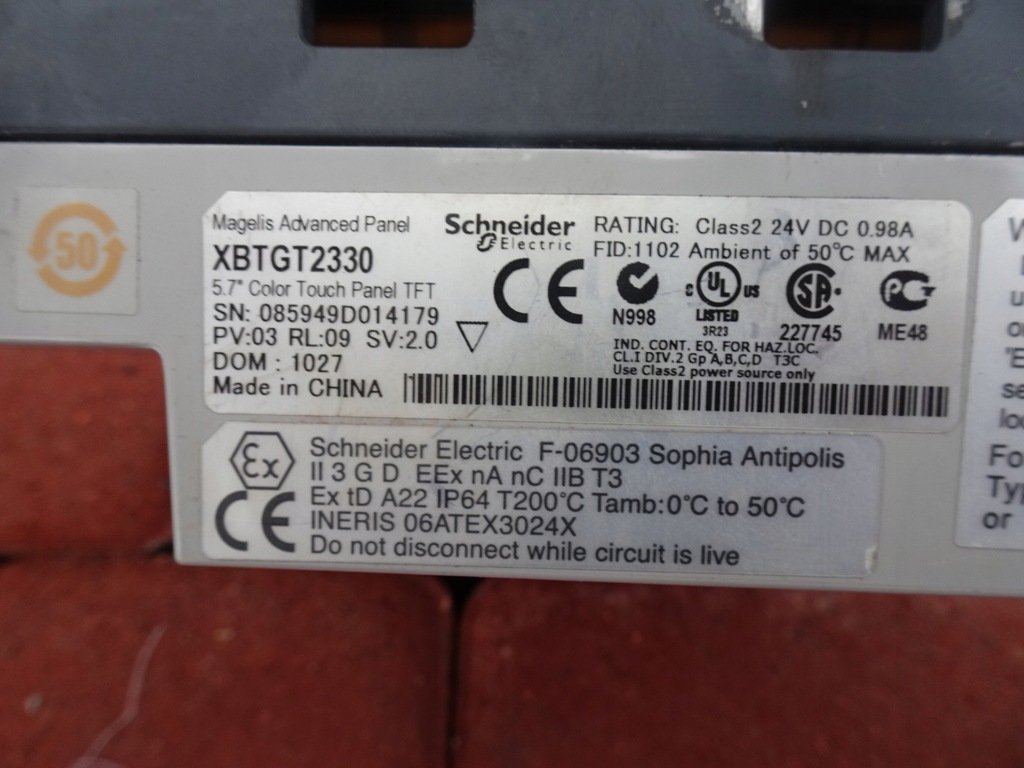 50
Magelis Advanced Panel
XBTGT2330
5.7" Color Touch Panel TFT
SN: 085949D014179
PV:03 RL:09 SV:2.0
DOM : 1027
Made in CHINA
Schneider
Electric
RATING: Class2 24V DC 0.98A
FID:1102 Ambient of 50°C MAX
CE
N998
C UL US
LISTED
3R23
SA
227745
ME48
IND. CONT. EQ. FOR HAZ.LOC.
CL.I DIV.2 Gp A,B,C,D T3C
Use Class2 power source only
Ex
CE
Schneider Electric F-06903 Sophia Antipolis
II 3 G D EEx nA nC IIB T3
Ex tD A22 IP64 T200°C Tamb:0°C to 50°C
INERIS 06ATEX3024X
Do not disconnect while circuit is live
or
Fo
Typ
or